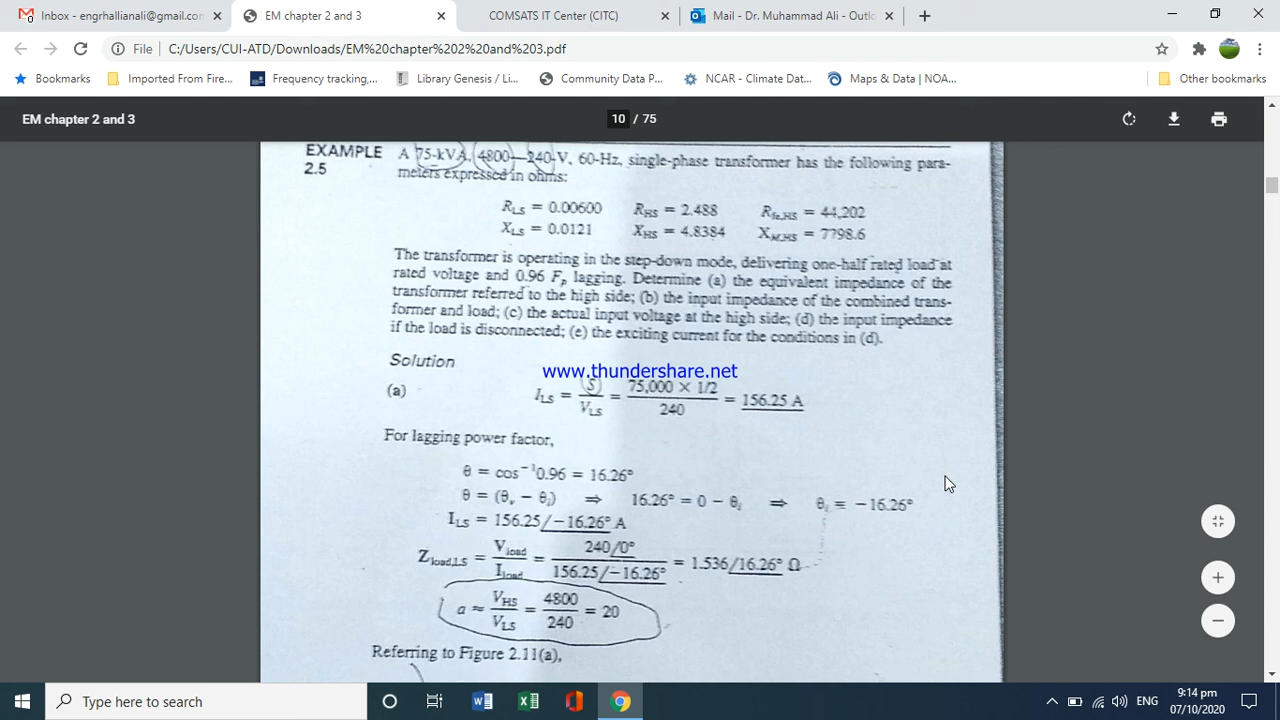 Inbox - engrhallianali@gmail.con
EM chapter 2 and 3
COMSATS IT Center (CITC)
Mail - Dr. Muhammad Ali - Outlo
File
C:/Users/CUI-ATD/Downloads/EM%20chapter%202%20and%203.pdf
Bookmarks
Imported From Fire...
Frequency tracking,...
Library Genesis / Li...
Community Data P...
NCAR - Climate Dat...
Maps & Data | NOA...
Other bookmarks
EM chapter 2 and 3
10 / 75
EXAMPLE 2.5
A 75-kVA, 4800—240-V, 60-Hz, single-phase transformer has the following para-
meters expressed in ohms:
R_LS = 0.00600 R_HS = 2.488 R_fe,HS = 44,202
X_LS = 0.0121 X_HS = 4.8384 X_M,HS = 7798.6
The transformer is operating in the step-down mode, delivering one-half rated load at
rated voltage and 0.96 F_p lagging. Determine (a) the equivalent impedance of the
transformer referred to the high side; (b) the input impedance of the combined trans-
former and load; (c) the actual input voltage at the high side; (d) the input impedance
if the load is disconnected; (e) the exciting current for the conditions in (d).
Solution
www.thundershare.net
(a) I_LS = S/V_LS = 75,000 × 1/2 / 240 = 156.25 A
For lagging power factor,
θ = cos⁻¹0.96 = 16.26°
θ = (θ_v − θ_i) ⇒ 16.26° = 0 − θ_i ⇒ θ_i = −16.26°
I_LS = 156.25/−16.26° A
Z_load,LS = V_load/I_load = 240/0° / 156.25/−16.26° = 1.536/16.26° Ω
a ≈ V_HS/V_LS = 4800/240 = 20
Referring to Figure 2.11(a),
Type here to search
ENG
9:14 pm
07/10/2020